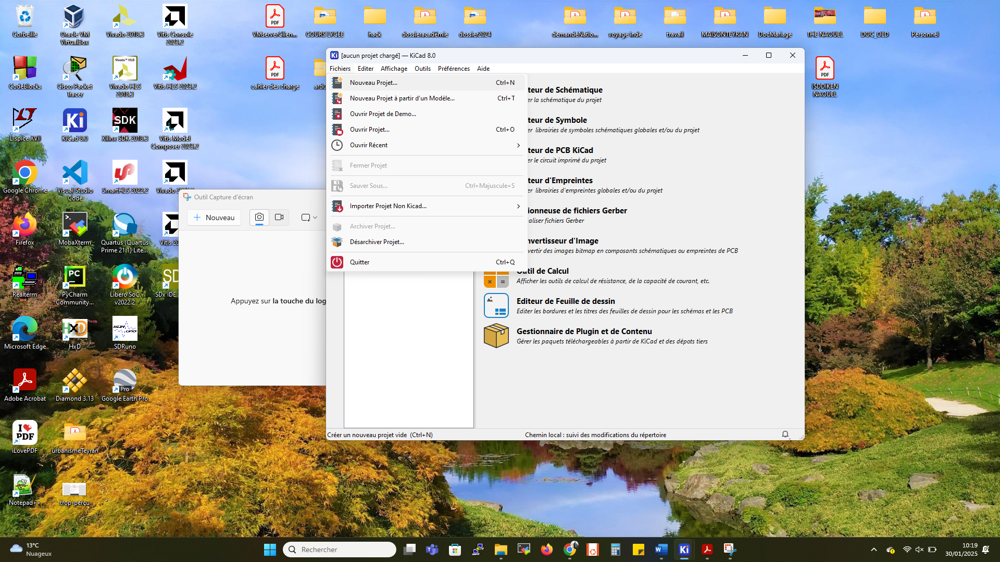 Corbeille
Oracle VM
VirtualBox
Vivado 2018.3
Vitis Console
2023.2
VMserverClien...
COURS LYCEE
hack
dossieracadémie
dossier2024
demandeNatio...
voyage inde
travail
MAISONTEYRAN
DocMariage
THE NAOUEL
DOC_OLD
Personnel
CodeBlocks
Cisco Packet
Tracer
Vivado HLS
2018.3
Vitis HLS 2023.2
cahier des charge
ardu
ISDDIKEN
NAOUEL
LTspice XVII
KiCad 8.0
Xilinx SDK 2018.3
Vitis Model
Composer 2023.2
Google Chrome
Visual Studio
Code
SmartHLS 2022.2
Vivado 2023.2
Firefox
MobaXterm
Quartus (Quartus
Prime 21.1) Lite...
Vitis 20
Realterm
PyCharm
Community...
Libero SoC
v2022.2
SDx IDE
Microsoft Edge
HxD
SDRuno
Adobe Acrobat
Diamond 3.13
Google Earth Pro
iLovePDF
urbanismeTeyran
Notepad++
trop-perçu
Outil Capture d'écran
Nouveau
Appuyez sur la touche du log
[aucun projet chargé] — KiCad 8.0
Fichiers Editer Affichage Outils Préférences Aide
Nouveau Projet... Ctrl+N
Nouveau Projet à partir d'un Modèle... Ctrl+T
Ouvrir Projet de Demo...
Ouvrir Projet... Ctrl+O
Ouvrir Récent
Fermer Projet
Sauver Sous... Ctrl+Majuscule+S
Importer Projet Non Kicad...
Archiver Projet...
Désarchiver Projet...
Quitter Ctrl+Q
teur de Schématique
er la schématique du projet
teur de Symbole
er librairies de symboles schématiques globales et/ou du projet
teur de PCB KiCad
er le circuit imprimé du projet
teur d'Empreintes
er librairies d'empreintes globales et/ou du projet
ionneuse de fichiers Gerber
aliser fichiers Gerber
nvertisseur d'Image
vertir des images bitmap en composants schématiques ou empreintes de PCB
Outil de Calcul
Afficher les outils de calcul de résistance, de la capacité de courant, etc.
Editeur de Feuille de dessin
Editer les bordures et les titres des feuilles de dessin pour les schémas et les PCB
Gestionnaire de Plugin et de Contenu
Gérer les paquets téléchargeables à partir de KiCad et des dépots tiers
Créer un nouveau projet vide (Ctrl+N)
Chemin local : suivi des modifications du répertoire
13°C
Nuageux
Rechercher
10:19
30/01/2025